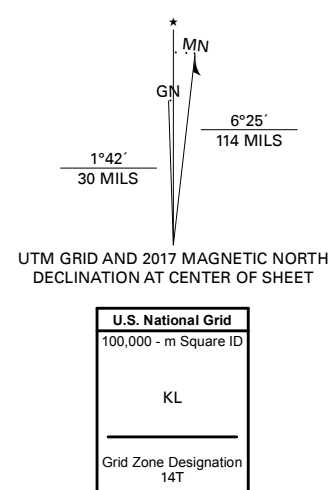 ★
MN
GN
6°25´
114 MILS
1°42´
30 MILS
UTM GRID AND 2017 MAGNETIC NORTH
DECLINATION AT CENTER OF SHEET
U.S. National Grid
100,000 - m Square ID
KL
Grid Zone Designation
14T